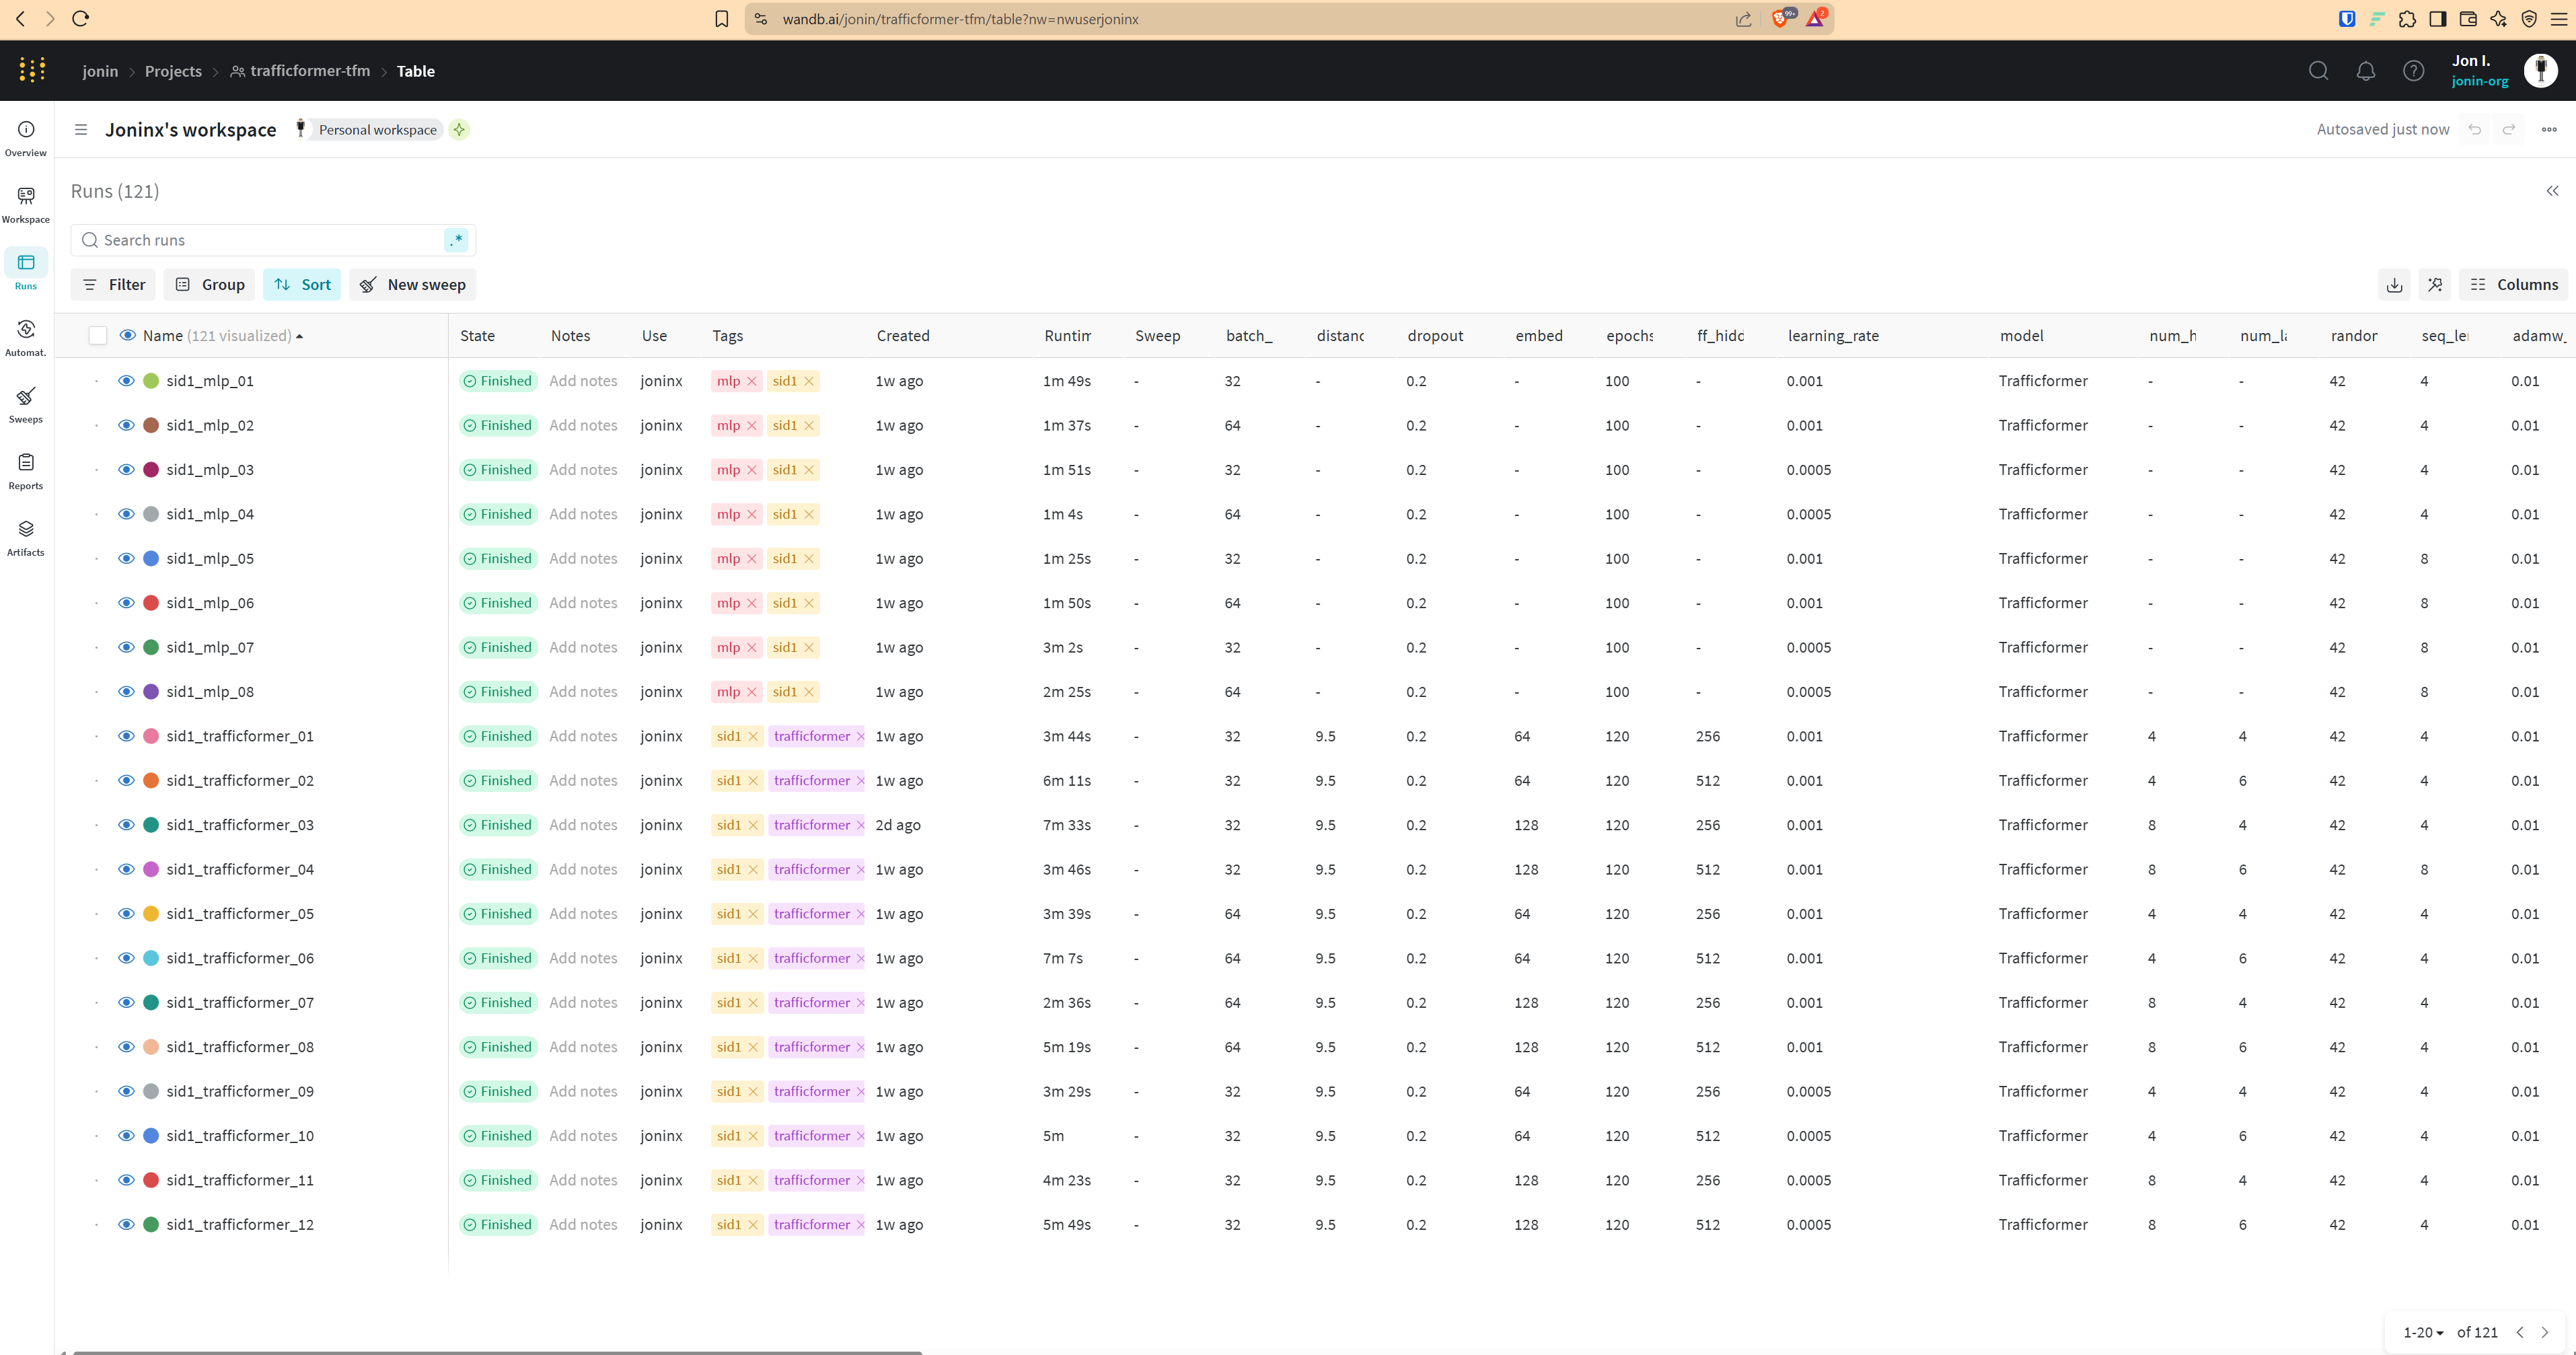 wandb.ai/jonin/trafficformer-tfm/table?nw=nwuserjoninx 99+ 2
jonin > Projects > trafficformer-tfm > Table
Jon I.
jonin-org
Overview
Workspace
Runs
Automat.
Sweeps
Reports
Artifacts
Joninx's workspace Personal workspace Autosaved just now
Runs (121)
Search runs .*
Filter Group Sort New sweep Columns
Name (121 visualized) State Notes Use Tags Created Runtim Sweep batch_ distanc dropout embed epochs ff_hidd learning_rate model num_h num_la randor seq_le adamw_
sid1_mlp_01 Finished Add notes joninx mlp sid1 1w ago 1m 49s - 32 - 0.2 - 100 - 0.001 Trafficformer - - 42 4 0.01
sid1_mlp_02 Finished Add notes joninx mlp sid1 1w ago 1m 37s - 64 - 0.2 - 100 - 0.001 Trafficformer - - 42 4 0.01
sid1_mlp_03 Finished Add notes joninx mlp sid1 1w ago 1m 51s - 32 - 0.2 - 100 - 0.0005 Trafficformer - - 42 4 0.01
sid1_mlp_04 Finished Add notes joninx mlp sid1 1w ago 1m 4s - 64 - 0.2 - 100 - 0.0005 Trafficformer - - 42 4 0.01
sid1_mlp_05 Finished Add notes joninx mlp sid1 1w ago 1m 25s - 32 - 0.2 - 100 - 0.001 Trafficformer - - 42 8 0.01
sid1_mlp_06 Finished Add notes joninx mlp sid1 1w ago 1m 50s - 64 - 0.2 - 100 - 0.001 Trafficformer - - 42 8 0.01
sid1_mlp_07 Finished Add notes joninx mlp sid1 1w ago 3m 2s - 32 - 0.2 - 100 - 0.0005 Trafficformer - - 42 8 0.01
sid1_mlp_08 Finished Add notes joninx mlp sid1 1w ago 2m 25s - 64 - 0.2 - 100 - 0.0005 Trafficformer - - 42 8 0.01
sid1_trafficformer_01 Finished Add notes joninx sid1 trafficformer 1w ago 3m 44s - 32 9.5 0.2 64 120 256 0.001 Trafficformer 4 4 42 4 0.01
sid1_trafficformer_02 Finished Add notes joninx sid1 trafficformer 1w ago 6m 11s - 32 9.5 0.2 64 120 512 0.001 Trafficformer 4 6 42 4 0.01
sid1_trafficformer_03 Finished Add notes joninx sid1 trafficformer 2d ago 7m 33s - 32 9.5 0.2 128 120 256 0.001 Trafficformer 8 4 42 4 0.01
sid1_trafficformer_04 Finished Add notes joninx sid1 trafficformer 1w ago 3m 46s - 32 9.5 0.2 128 120 512 0.001 Trafficformer 8 6 42 8 0.01
sid1_trafficformer_05 Finished Add notes joninx sid1 trafficformer 1w ago 3m 39s - 64 9.5 0.2 64 120 256 0.001 Trafficformer 4 4 42 4 0.01
sid1_trafficformer_06 Finished Add notes joninx sid1 trafficformer 1w ago 7m 7s - 64 9.5 0.2 64 120 512 0.001 Trafficformer 4 6 42 4 0.01
sid1_trafficformer_07 Finished Add notes joninx sid1 trafficformer 1w ago 2m 36s - 64 9.5 0.2 128 120 256 0.001 Trafficformer 8 4 42 4 0.01
sid1_trafficformer_08 Finished Add notes joninx sid1 trafficformer 1w ago 5m 19s - 64 9.5 0.2 128 120 512 0.001 Trafficformer 8 6 42 4 0.01
sid1_trafficformer_09 Finished Add notes joninx sid1 trafficformer 1w ago 3m 29s - 32 9.5 0.2 64 120 256 0.0005 Trafficformer 4 4 42 4 0.01
sid1_trafficformer_10 Finished Add notes joninx sid1 trafficformer 1w ago 5m - 32 9.5 0.2 64 120 512 0.0005 Trafficformer 4 6 42 4 0.01
sid1_trafficformer_11 Finished Add notes joninx sid1 trafficformer 1w ago 4m 23s - 32 9.5 0.2 128 120 256 0.0005 Trafficformer 8 4 42 4 0.01
sid1_trafficformer_12 Finished Add notes joninx sid1 trafficformer 1w ago 5m 49s - 32 9.5 0.2 128 120 512 0.0005 Trafficformer 8 6 42 4 0.01
1-20 of 121